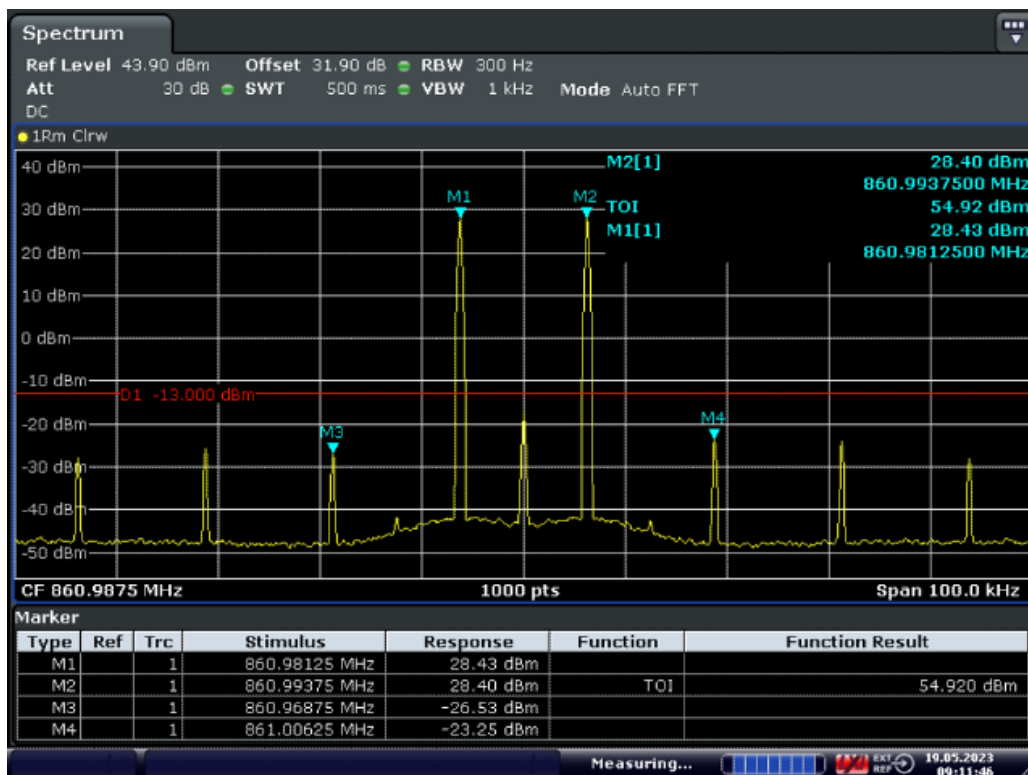 Spectrum
Ref Level 43.90 dBm Offset 31.90 dB RBW 300 Hz
Att 30 dB SWT 500 ms VBW 1 kHz Mode Auto FFT
DC
1Rm Clrw
40 dBm M2[1] 28.40 dBm
860.9937500 MHz
M1 M2
30 dBm TOI 54.92 dBm
M1[1] 28.43 dBm
20 dBm 860.9812500 MHz
10 dBm
0 dBm
-10 dBm
D1 -13.000 dBm
-20 dBm
M3 M4
-30 dBm
-40 dBm
-50 dBm
CF 860.9875 MHz 1000 pts Span 100.0 kHz
Marker
Type Ref Trc Stimulus Response Function Function Result
M1 1 860.98125 MHz 28.43 dBm
M2 1 860.99375 MHz 28.40 dBm TOI 54.920 dBm
M3 1 860.96875 MHz -26.53 dBm
M4 1 861.00625 MHz -23.25 dBm
Measuring... EXT REF 19.05.2023
09:11:46